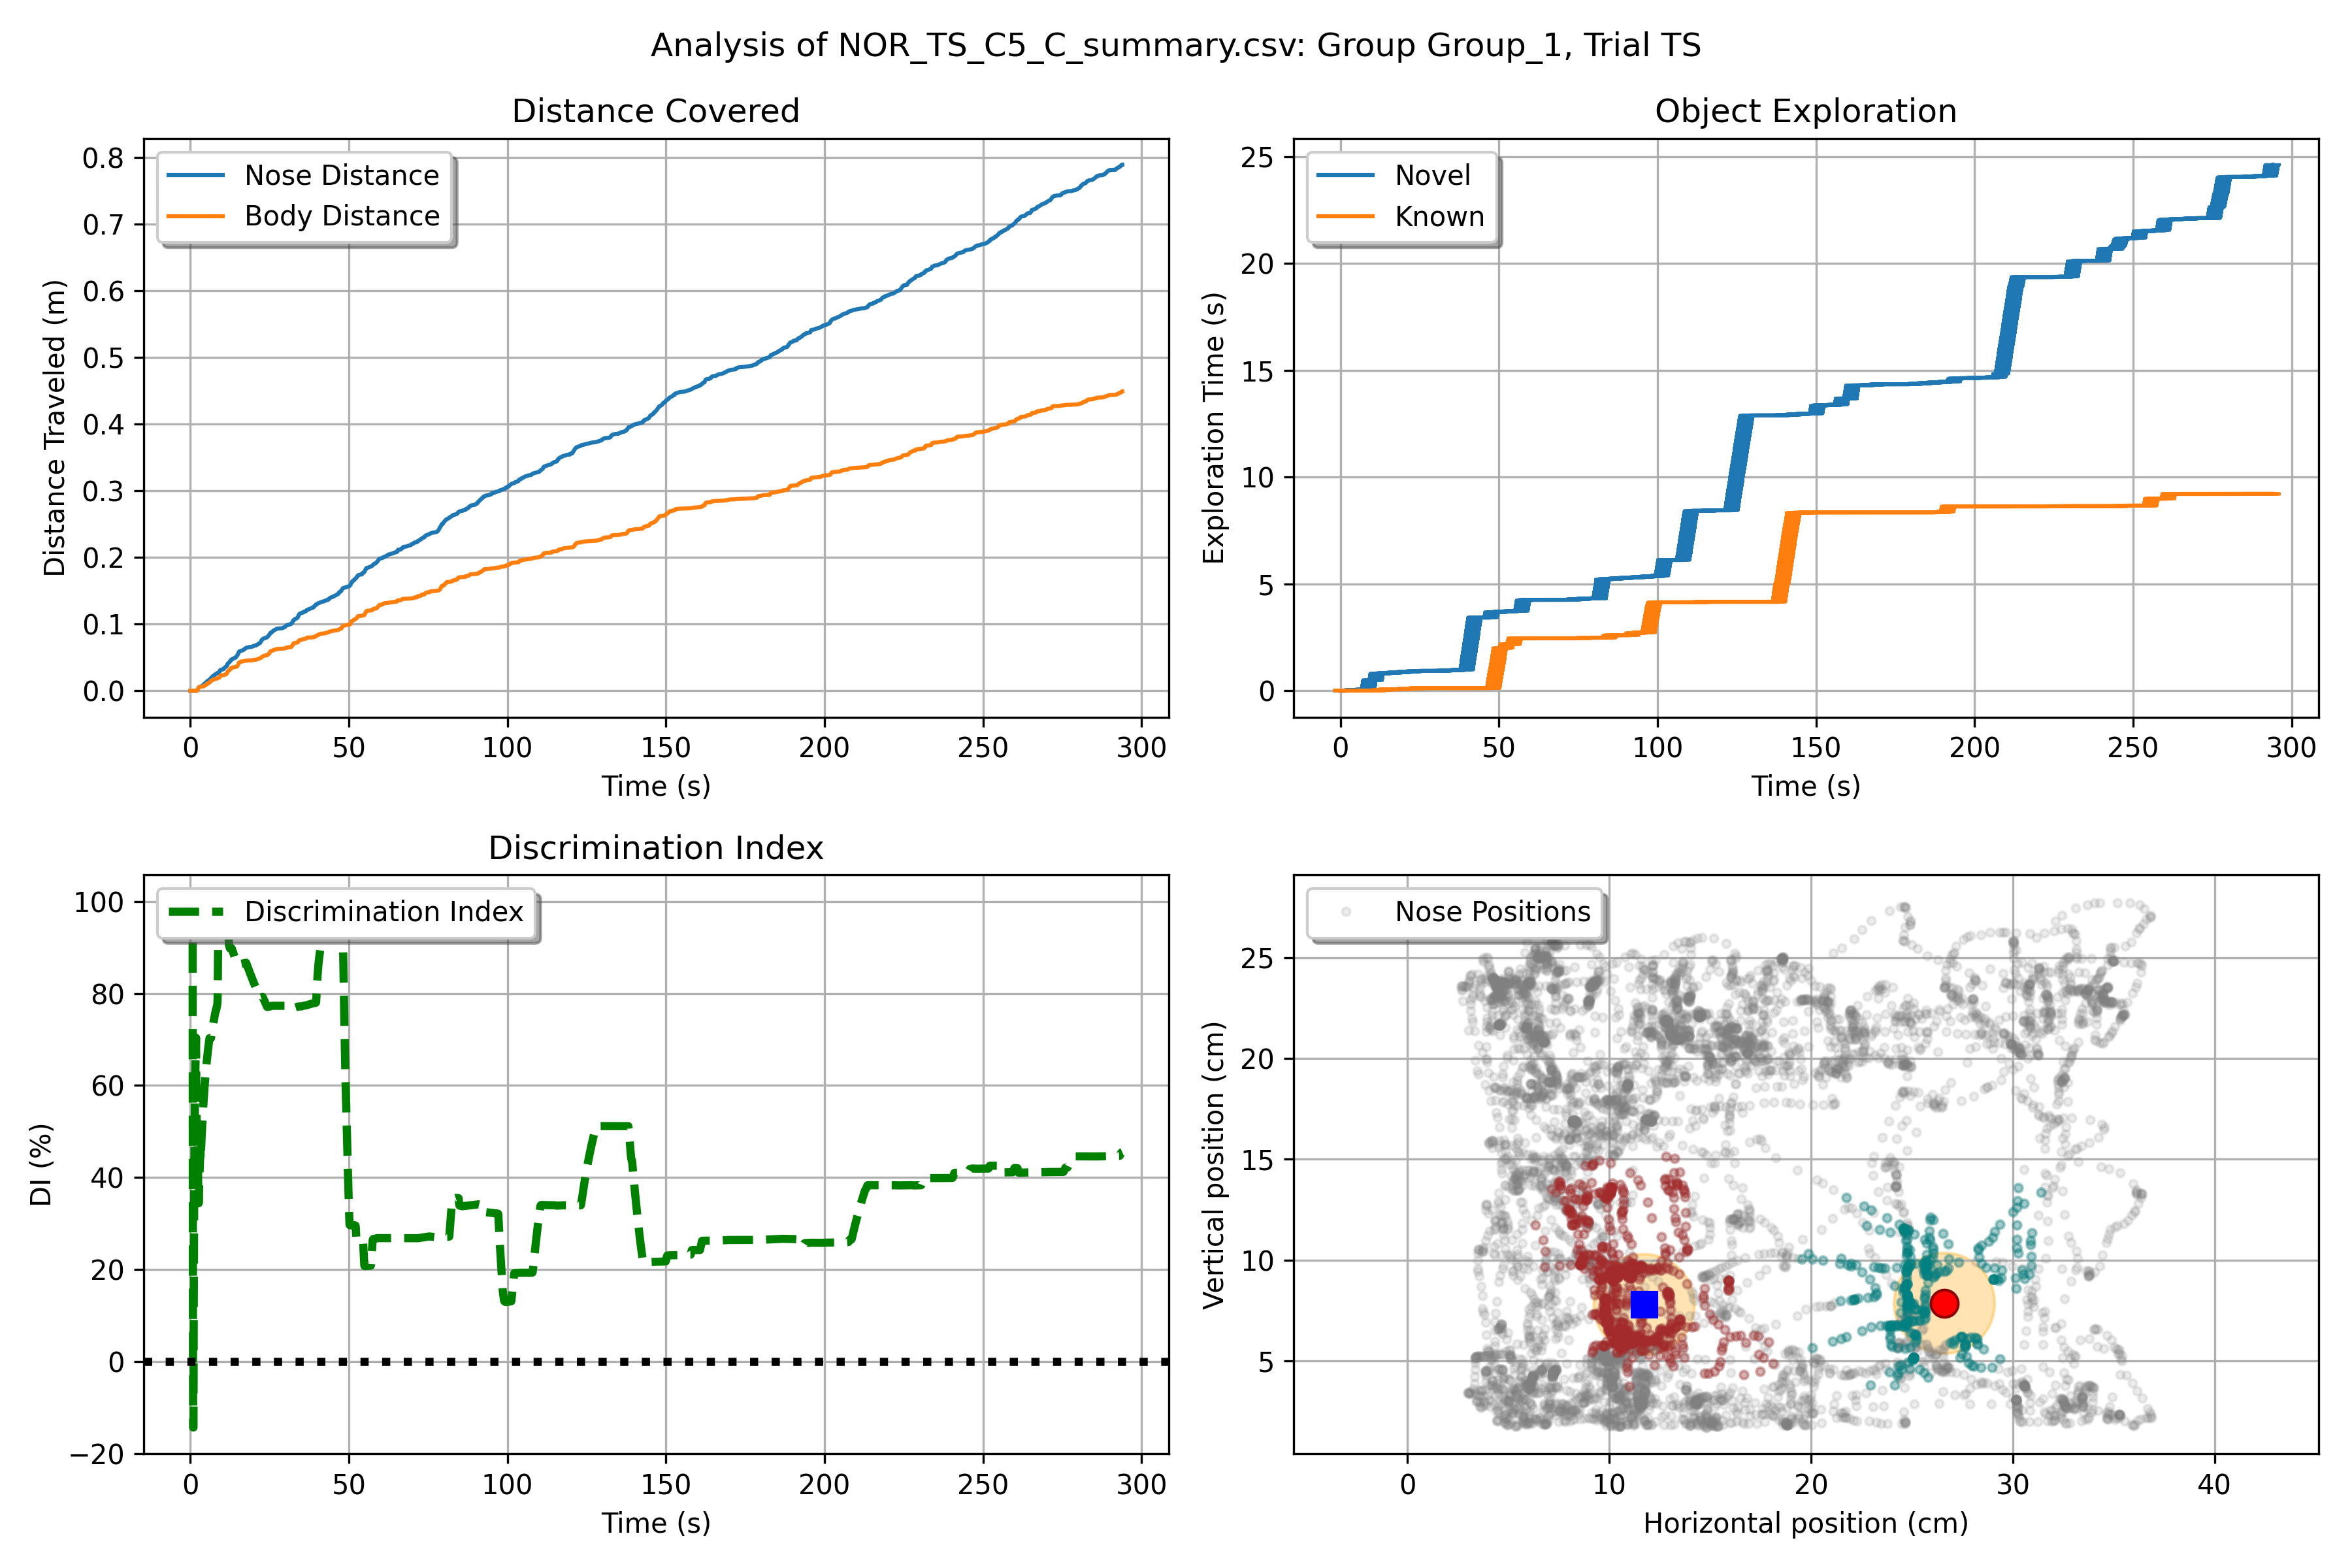 Analysis of NOR_TS_C5_C_summary.csv: Group Group_1, Trial TS
Distance Covered
Nose Distance
Body Distance
Distance Traveled (m)
0.8
0.7
0.6
0.5
0.4
0.3
0.2
0.1
0.0
0 50 100 150 200 250 300
Time (s)
Object Exploration
Novel
Known
Exploration Time (s)
25
20
15
10
5
0
0 50 100 150 200 250 300
Time (s)
Discrimination Index
Discrimination Index
DI (%)
100
80
60
40
20
0
−20
0 50 100 150 200 250 300
Time (s)
Nose Positions
Vertical position (cm)
25
20
15
10
5
0 10 20 30 40
Horizontal position (cm)